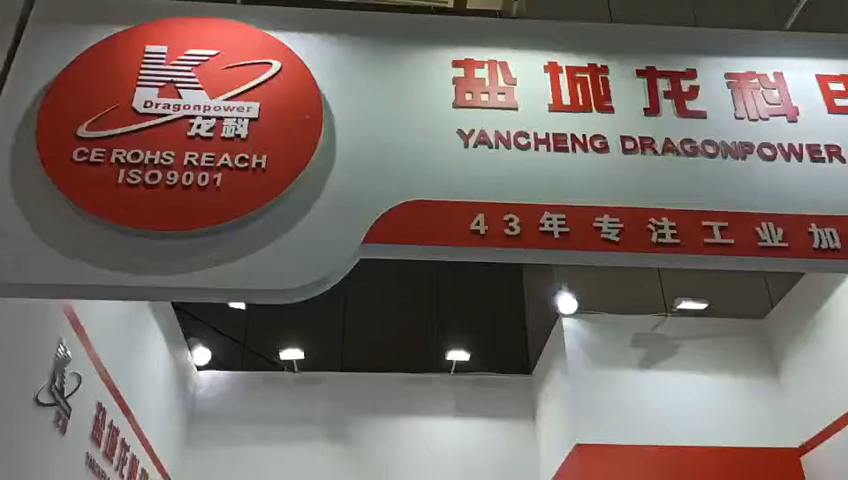 Dragonpower
龙科
CE ROHS REACH
ISO9001
盐城龙科
YANCHENG DRAGONPOWER
43年专注工业加
盐城龙科